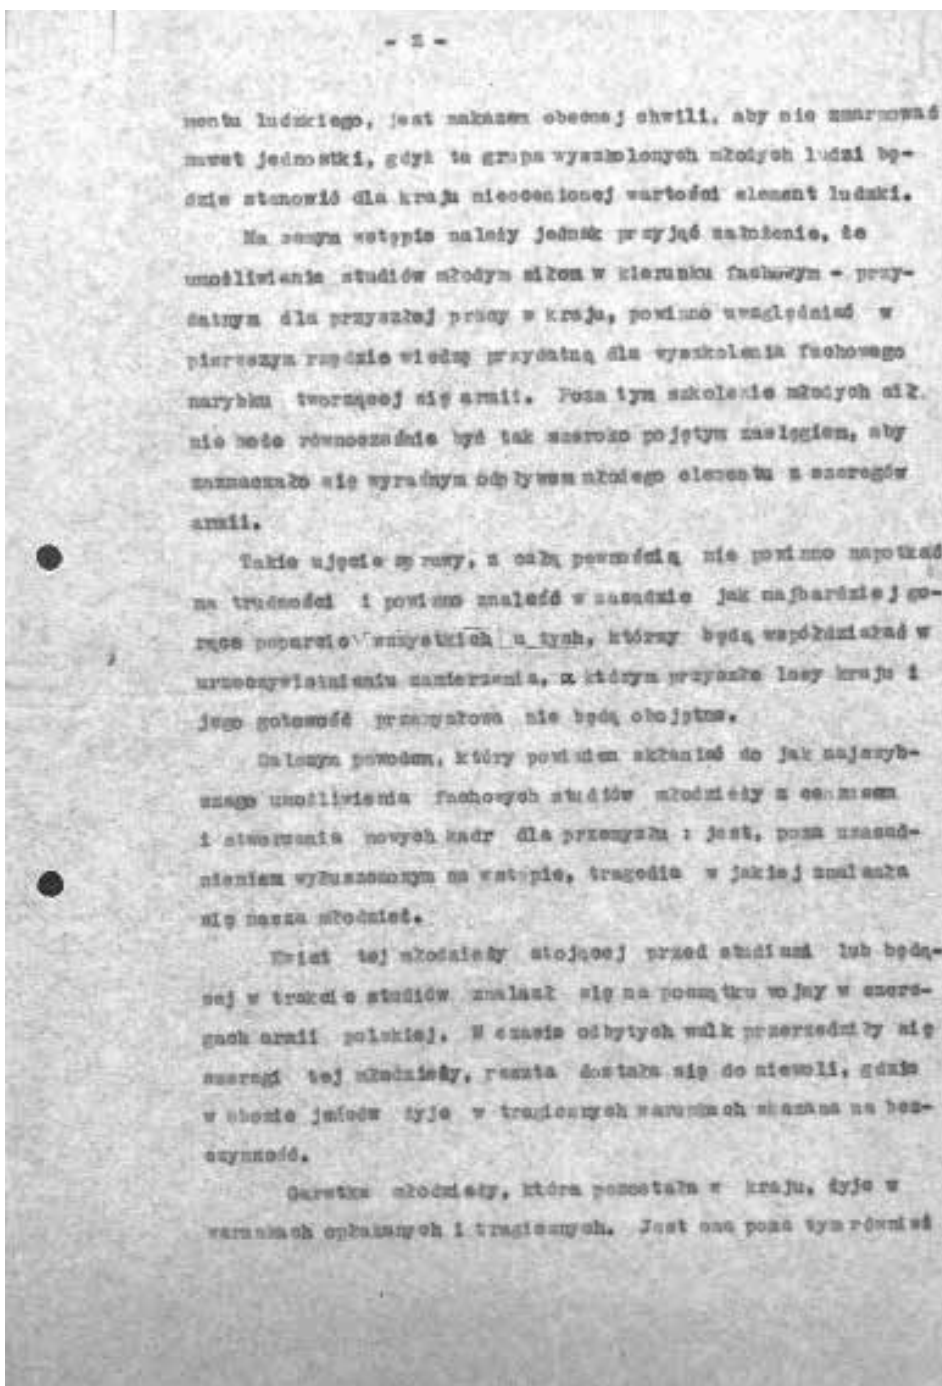 - 2 -
mentu ludzkiego, jest nakazem obecnej chwili, aby nie zmarnować
nawet jednostki, gdyż ta grupa wyszkolonych młodych ludzi bę-
dzie stanowić dla kraju nieocenionej wartości element ludzki.
Na samym wstępie należy jednak przyjąć założenie, że
umożliwienie studiów młodym siłom w kierunku fachowym - przy-
datnym dla przyszłej pracy w kraju, powinno uwzględniać w
pierwszym rzędzie wiedzę przydatną dla wyszkolenia fachowego
narybku tworzącej się armii. Poza tym szkolenie młodych sił
nie może równocześnie być tak szeroko pojętym zasięgiem, aby
zaznaczało się wyraźnym odpływem młodego elementu z szeregów
armii.
Takie ujęcie sprawy, z całą pewnością nie powinno napotkać
na trudności i powinno znaleźć w zasadzie jak najbardziej go-
rące poparcie wszystkich u tych, którzy będą współdziałać w
urzeczywistnieniu zamierzenia, a którym przyszłe losy kraju i
jego gotowość przemysłowa nie będą obojętne.
Dalszym powodem, który powinien skłaniać do jak najszyb-
szego umożliwienia fachowych studiów młodzieży z cenzusem
i stworzenia nowych kadr dla przemysłu : jest, poza uzasad-
nieniem wyłuszczonym na wstępie, tragedia w jakiej znalazła
się nasza młodzież.
Kwiat tej młodzieży stojącej przed studiami lub będą-
cej w trakcie studiów znalazł się na początku wojny w szere-
gach armii polskiej. W czasie odbytych walk przerzedziły się
szeregi tej młodzieży, reszta dostała się do niewoli, gdzie
w obozie jeńców żyje w tragicznych warunkach skazana na bez-
czynność.
Garstka młodzieży, która pozostała w kraju, żyje w
warunkach opłakanych i tragicznych. Jest ona poza tym również